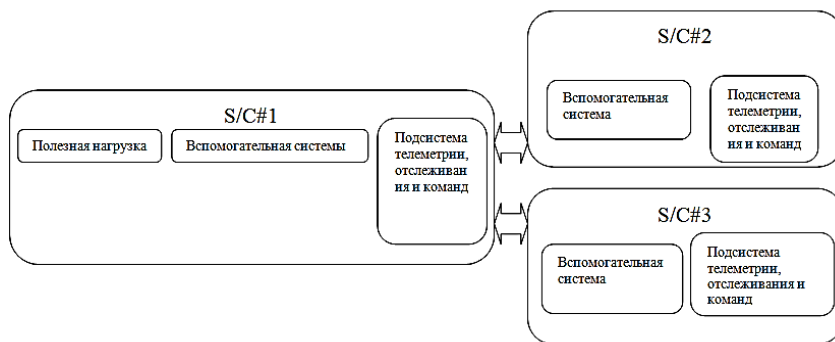 S/C#1
Полезная нагрузка
Вспомогательная системы
Подсистема
телеметрии,
отслеживан
ия и команд
S/C#2
Вспомогательная
система
Подсистема
телеметрии,
отслеживан
ия и команд
S/C#3
Вспомогательная
система
Подсистема
телеметрии,
отслеживания и
команд